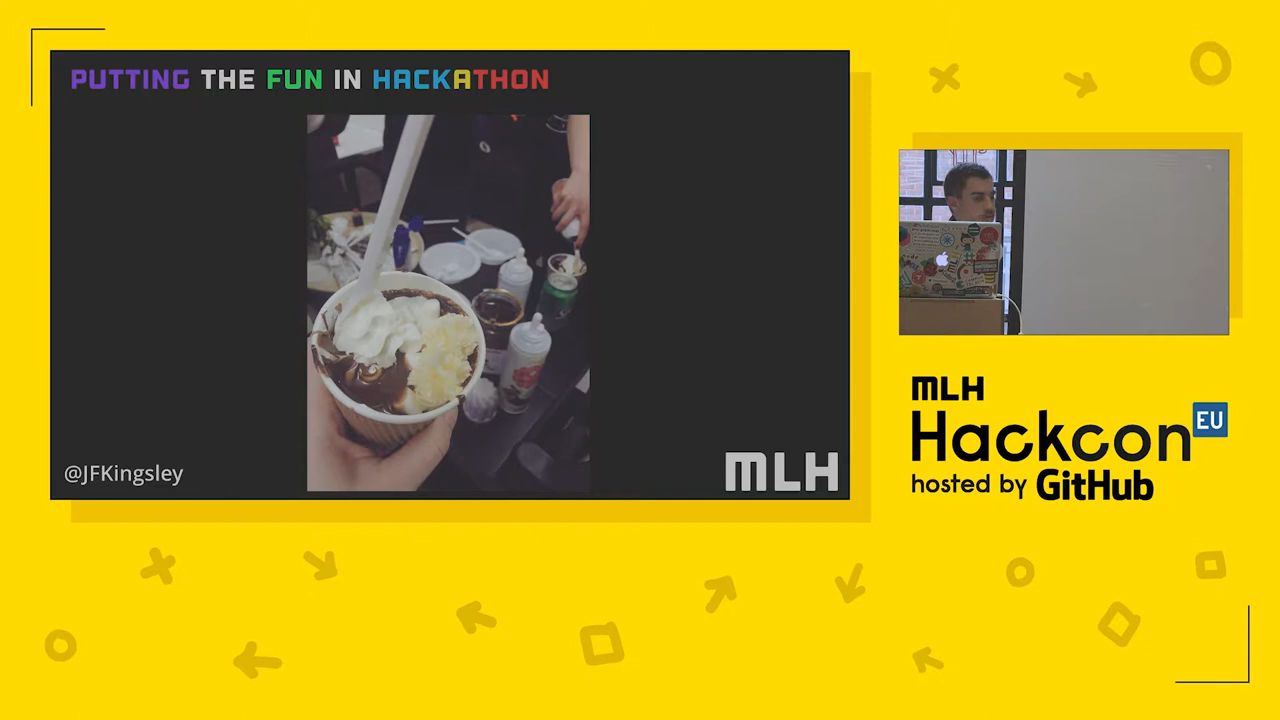 PUTTING THE FUN IN HACKATHON
@JFKingsley
MLH
MLH
Hackcon EU
hosted by GitHub